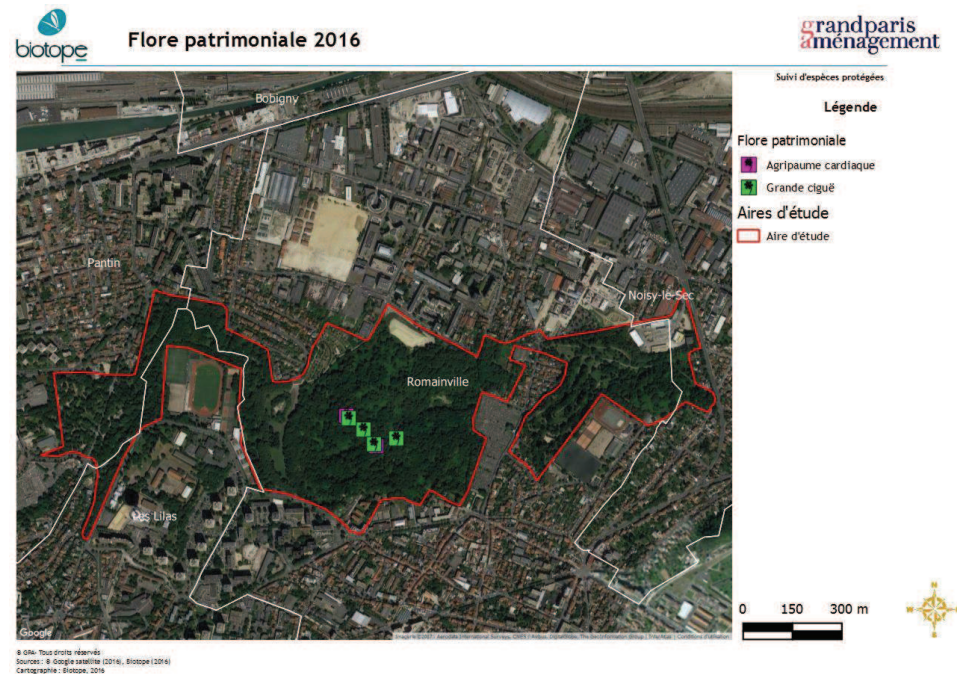 biotope
Flore patrimoniale 2016
grandparis
aménagement
Suivi d'espèces protégées
Légende
Flore patrimoniale
Agripaume cardiaque
Grande ciguë
Aires d'étude
Aire d'étude
Bobigny
Pantin
Noisy-le-Sec
Romainville
Les Lilas
0 150 300 m
N
Google
© GPA- Tous droits réservés
Sources : © Google satellite (2016), Biotope (2016)
Cartographie : Biotope, 2016